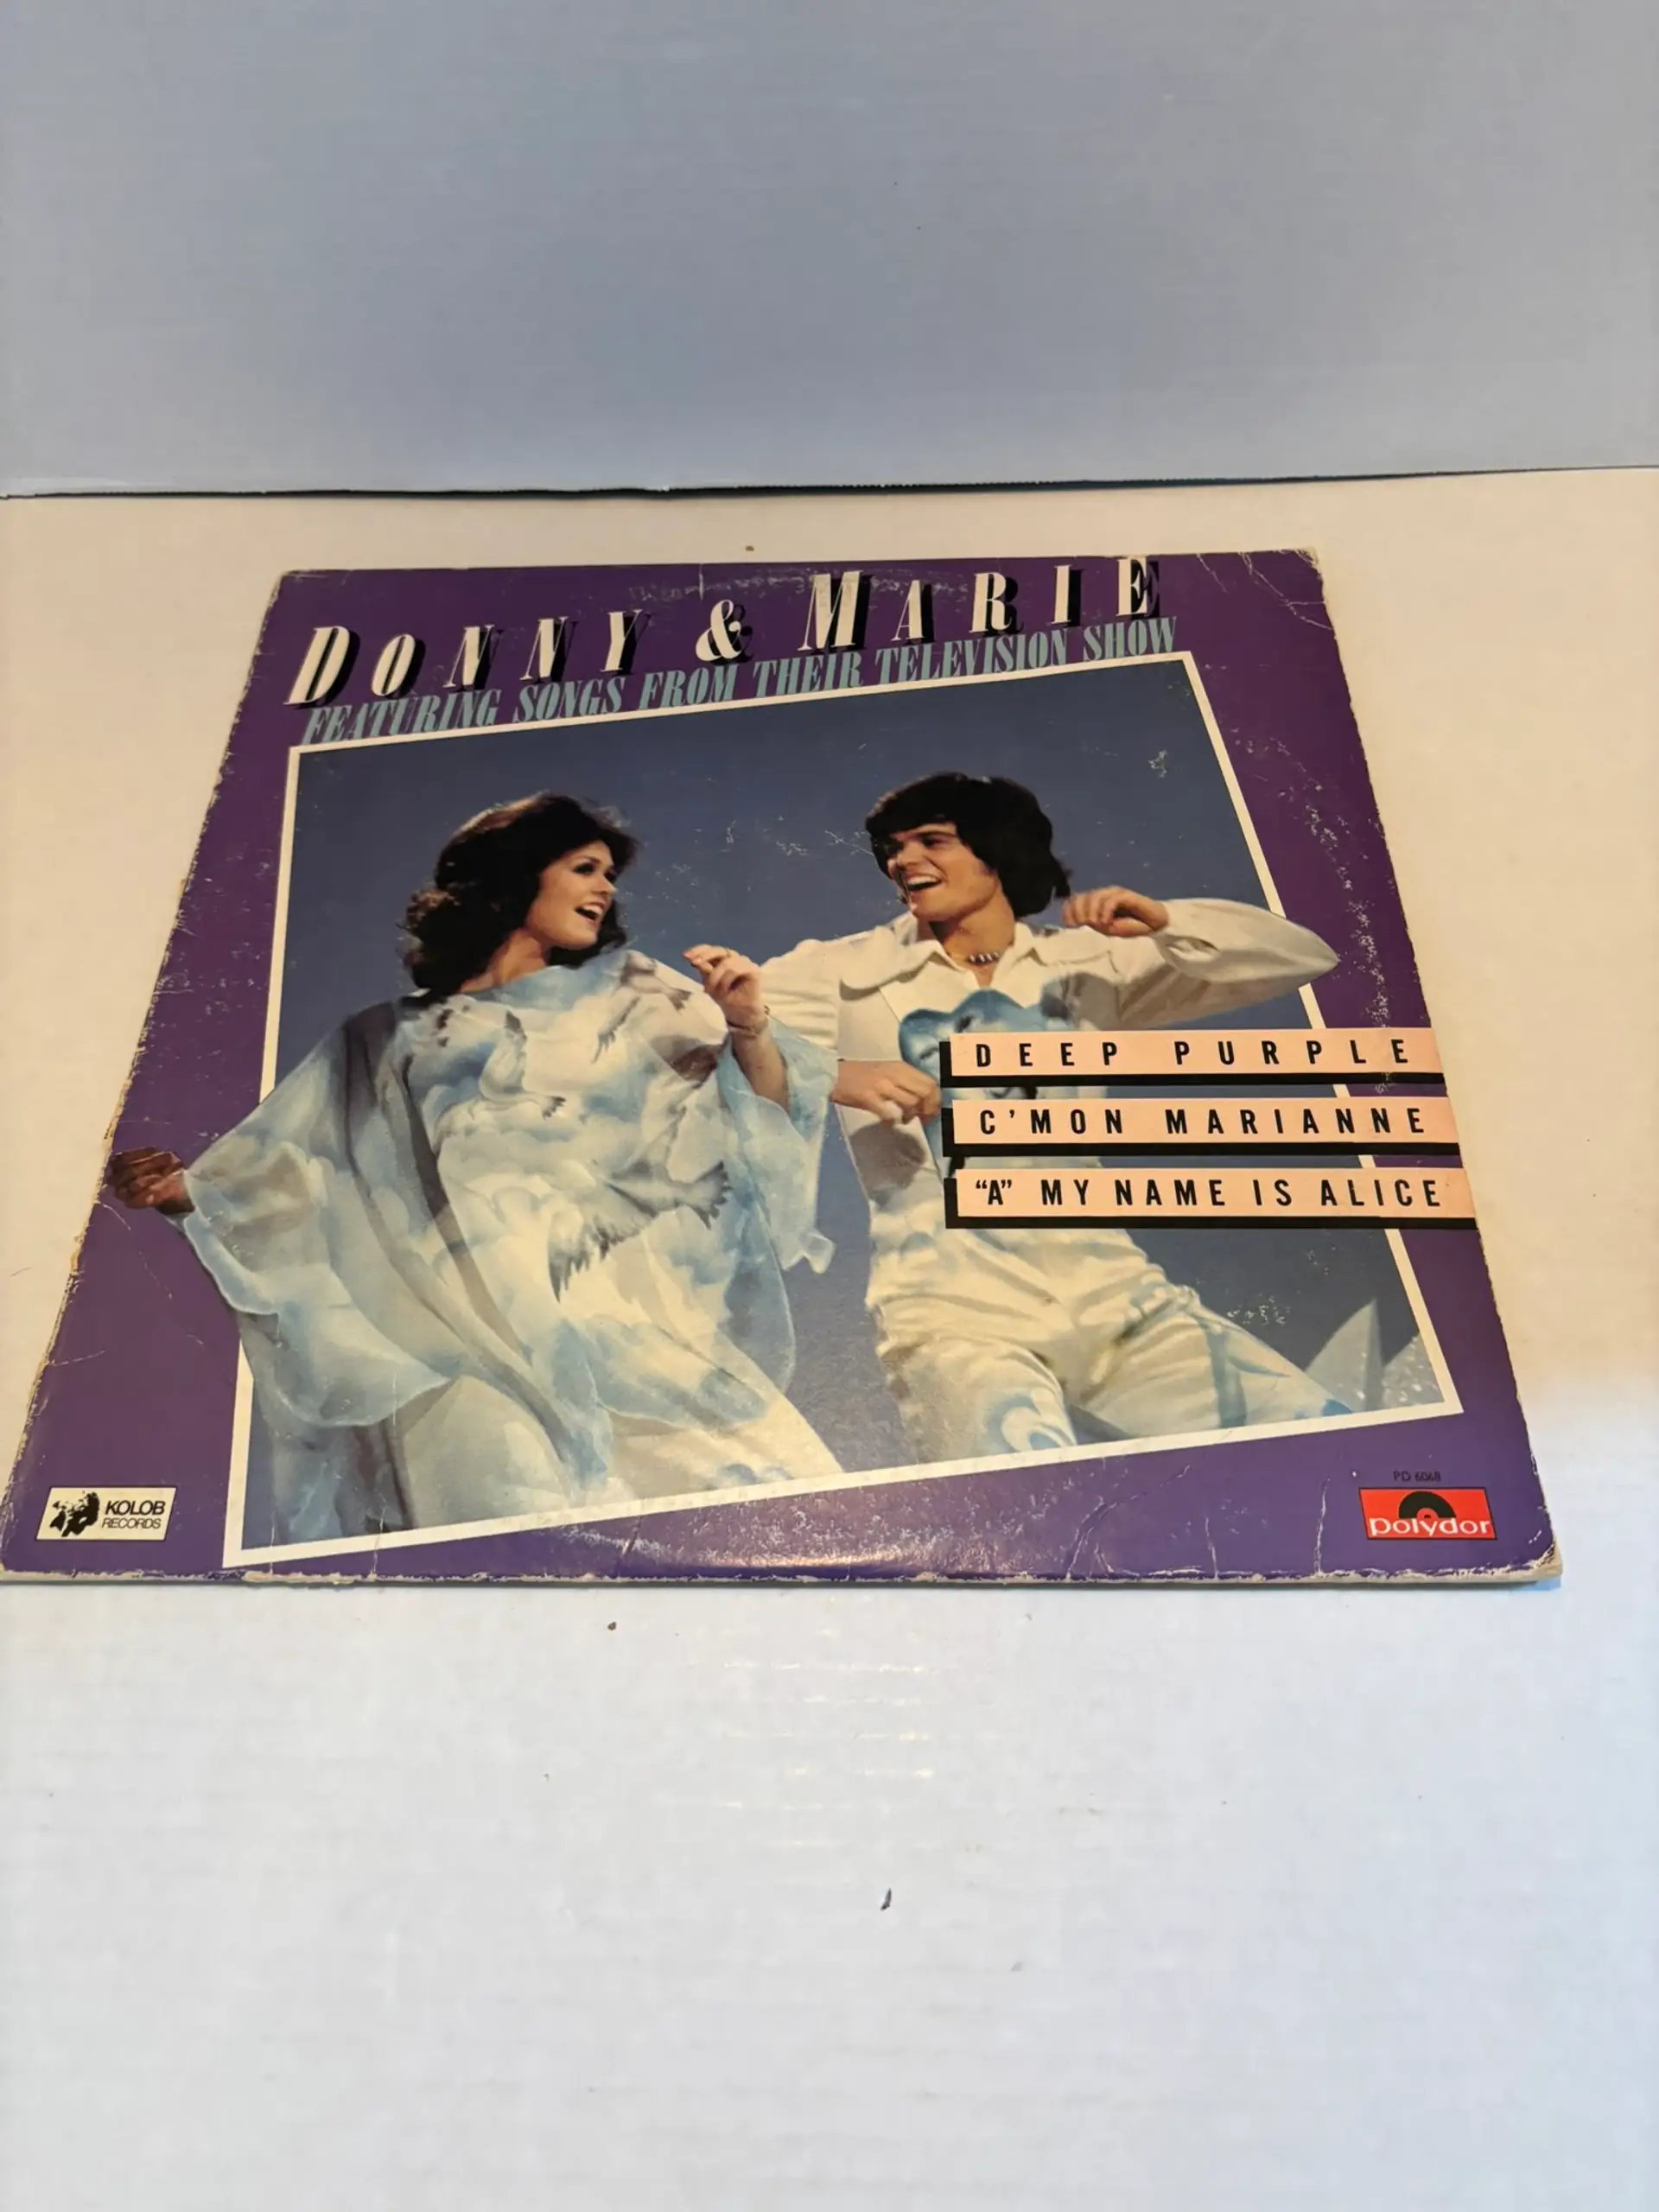 DONNY & MARIE
FEATURING SONGS FROM THEIR TELEVISION SHOW
DEEP PURPLE
C'MON MARIANNE
"A" MY NAME IS ALICE
KOLOB
RECORDS
PD 6068
polydor